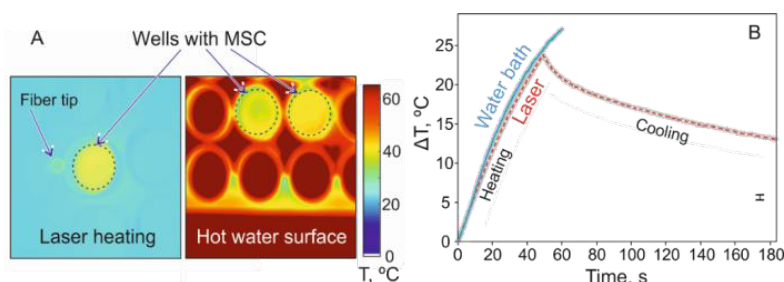 A
Wells with MSC
Fiber tip
Laser heating
Hot water surface
60
40
20
0
T, ºC
B
ΔT, ºC
25
20
15
10
5
0
Water bath
Laser
Heating
Cooling
0 20 40 60 80 100 120 140 160 180
Time, s